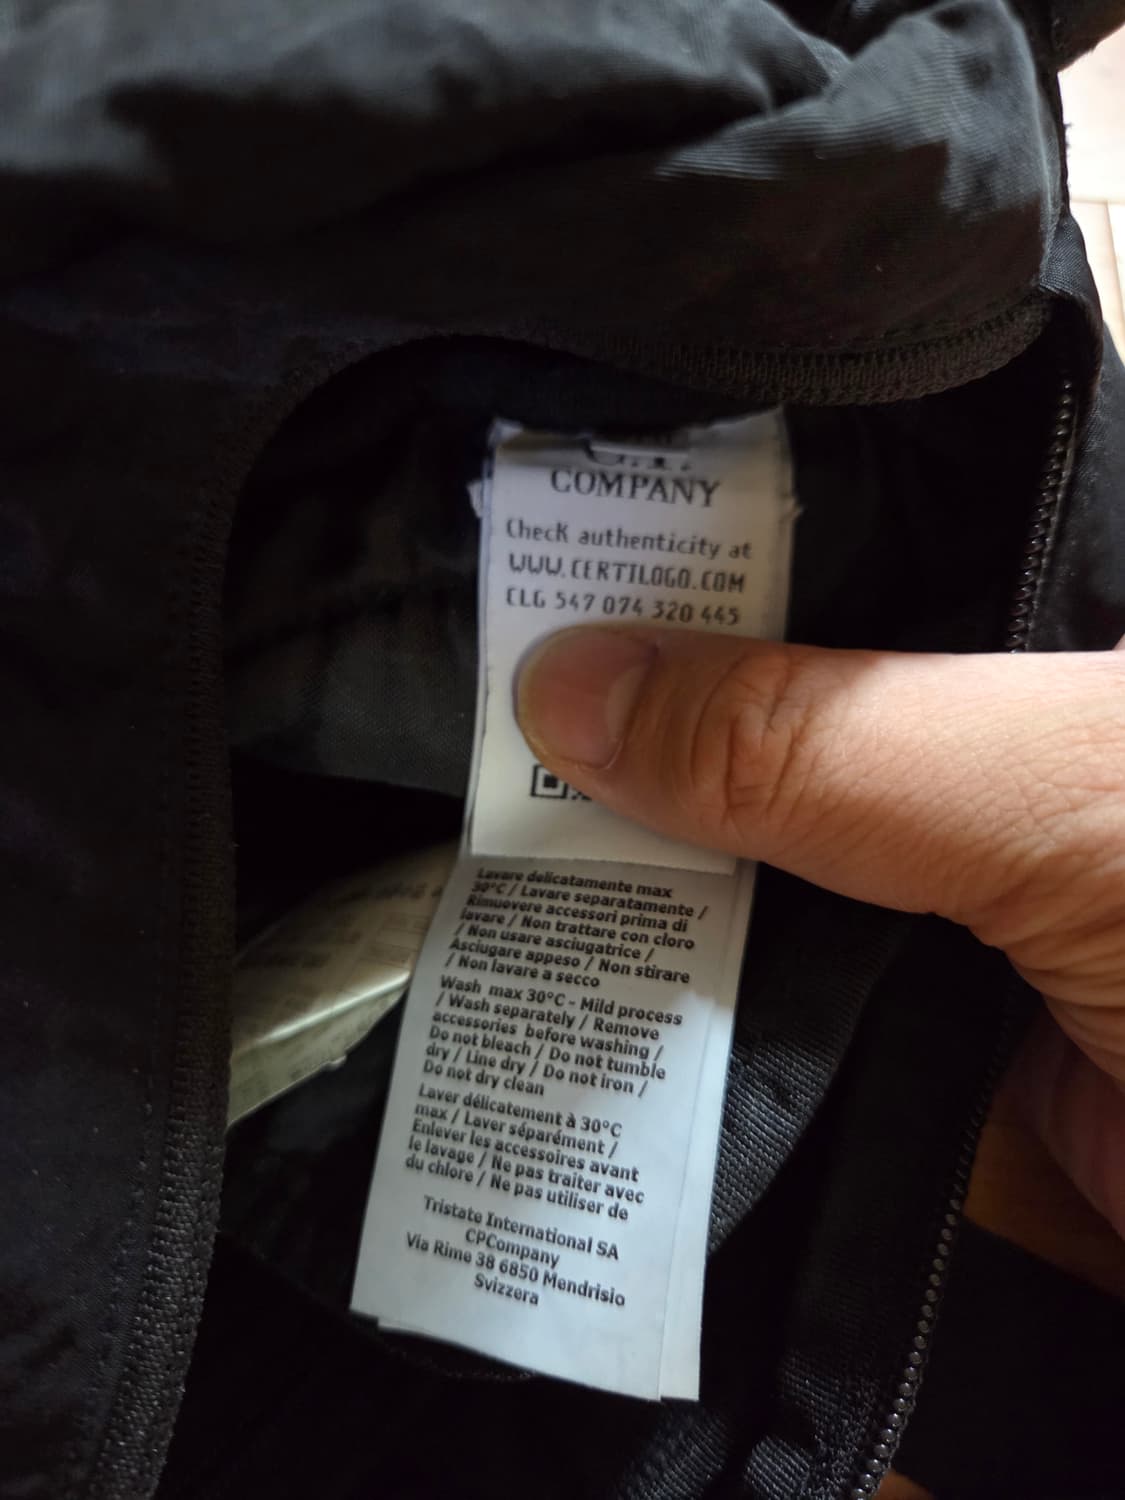 COMPANY
Check authenticity at
WWW.CERTILOGO.COM
CLG 547 074 320 445
Lavare delicatamente max
30°C / Lavare separatamente /
Rimuovere accessori prima di
lavare / Non trattare con cloro
/ Non usare asciugatrice /
Asciugare appeso / Non stirare
/ Non lavare a secco
Wash max 30°C - Mild process
/ Wash separately / Remove
accessories before washing /
Do not bleach / Do not tumble
dry / Line dry / Do not iron /
Do not dry clean
Laver délicatement à 30°C
max / Laver séparément /
Enlever les accessoires avant
le lavage / Ne pas traiter avec
du chlore / Ne pas utiliser de
Tristate International SA
CPCompany
Via Rime 38 6850 Mendrisio
Svizzera